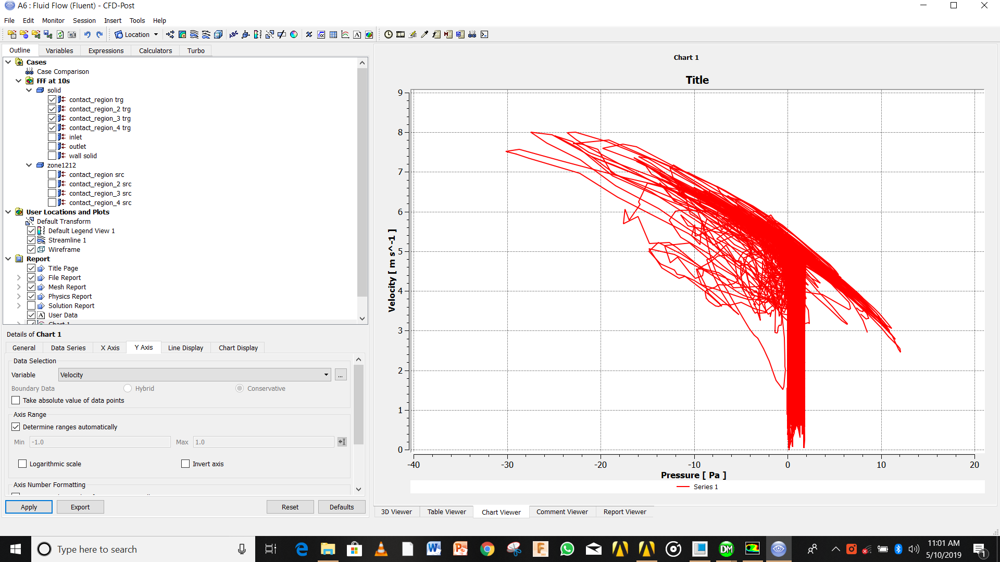 A6 : Fluid Flow (Fluent) - CFD-Post
File Edit Monitor Session Insert Tools Help
Location
Outline Variables Expressions Calculators Turbo
Cases
Case Comparison
FFF at 10s
solid
contact_region trg
contact_region_2 trg
contact_region_3 trg
contact_region_4 trg
inlet
outlet
wall solid
zone1212
contact_region src
contact_region_2 src
contact_region_3 src
contact_region_4 src
User Locations and Plots
Default Transform
Default Legend View 1
Streamline 1
Wireframe
Report
Title Page
File Report
Mesh Report
Physics Report
Solution Report
User Data
Chart 1
Details of Chart 1
General Data Series X Axis Y Axis Line Display Chart Display
Data Selection
Variable Velocity ...
Boundary Data Hybrid Conservative
Take absolute value of data points
Axis Range
Determine ranges automatically
Min -1.0 Max 1.0
Logarithmic scale Invert axis
Axis Number Formatting
Apply Export Reset Defaults
Chart 1
Title
9
8
7
6
5
4
3
2
1
0
Velocity [ m s^-1 ]
-40 -30 -20 -10 0 10 20
Pressure [ Pa ]
Series 1
3D Viewer Table Viewer Chart Viewer Comment Viewer Report Viewer
Type here to search
DM
11:01 AM
5/10/2019
1